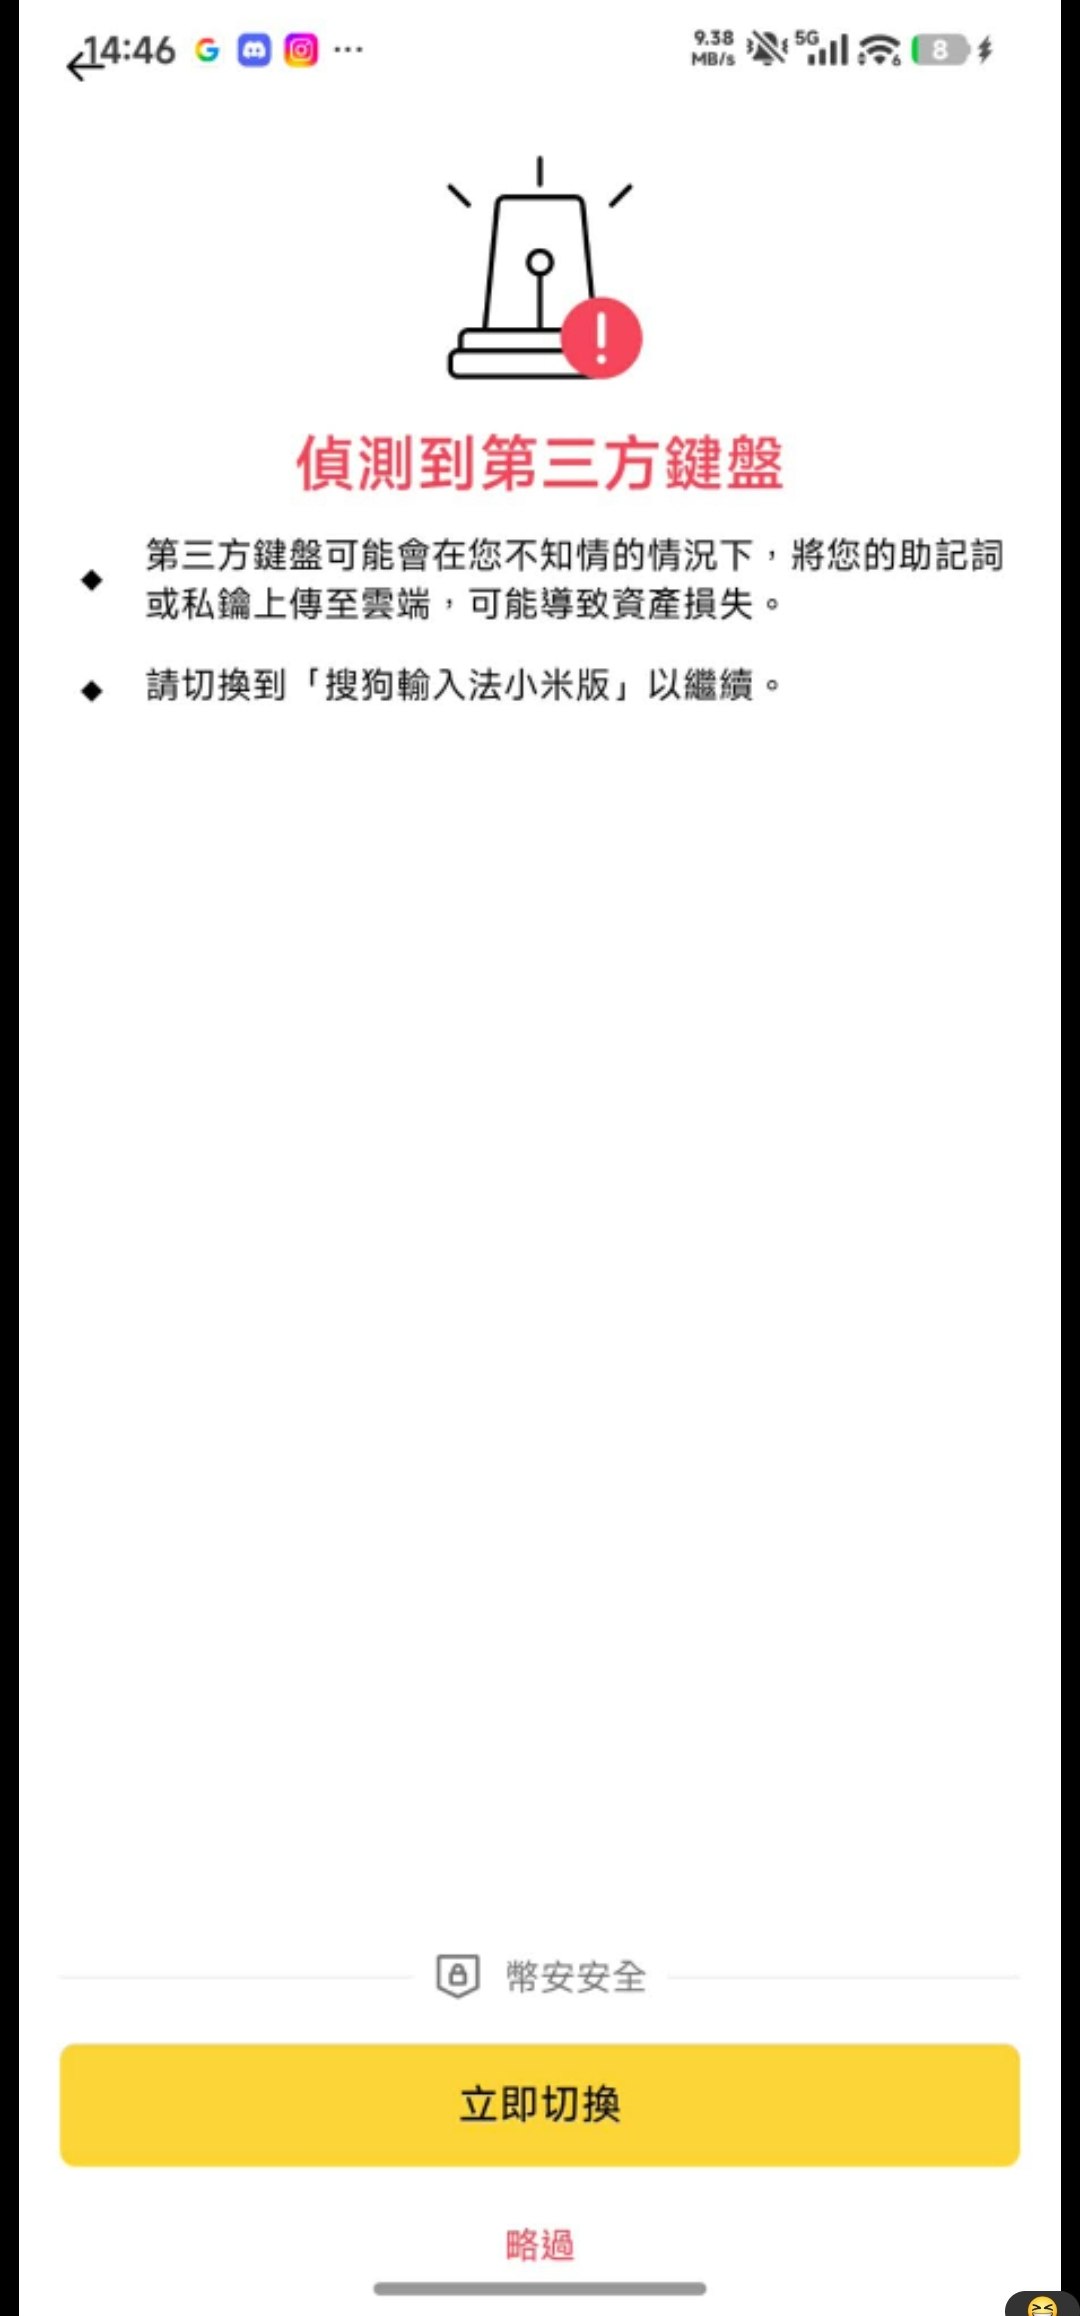 14:46
9.38
MB/s
5G
8
偵測到第三方鍵盤
第三方鍵盤可能會在您不知情的情況下，將您的助記詞
或私鑰上傳至雲端，可能導致資產損失。
請切換到「搜狗輸入法小米版」以繼續。
幣安安全
立即切換
略過